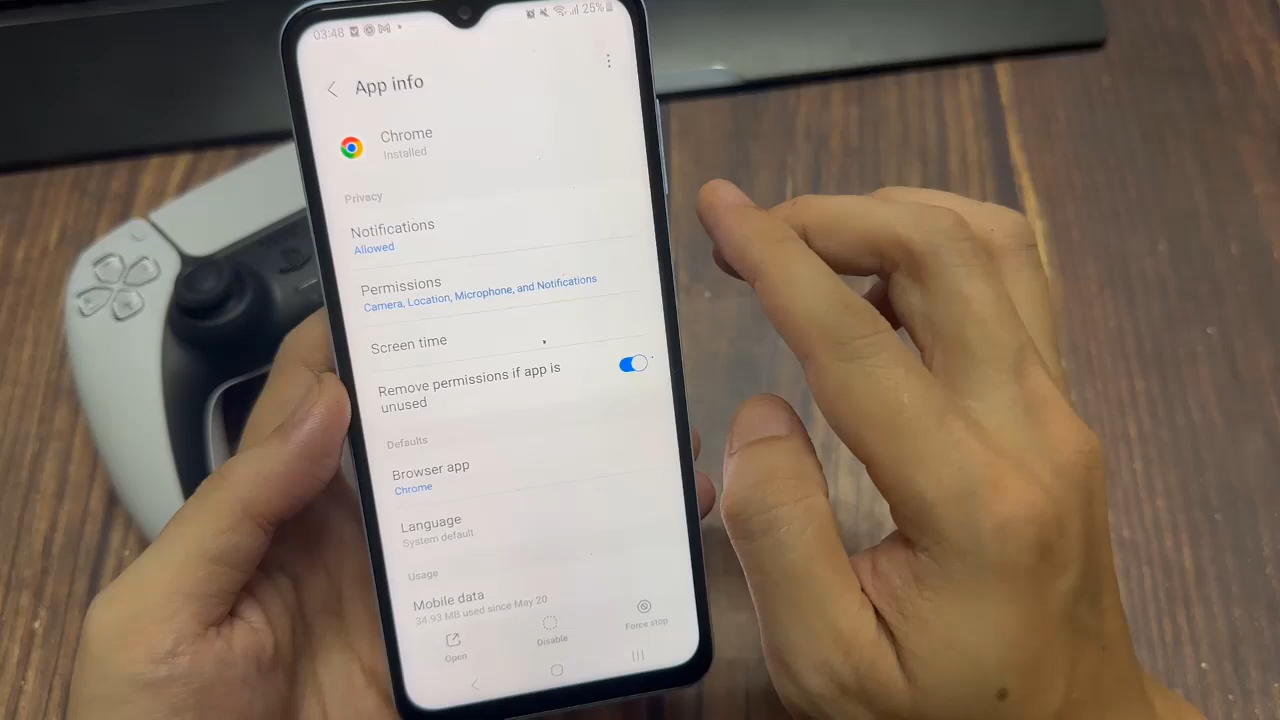 03:48
25%
App info
Chrome
Installed
Privacy
Notifications
Allowed
Permissions
Camera, Location, Microphone, and Notifications
Screen time
Remove permissions if app is
unused
Defaults
Browser app
Chrome
Language
System default
Usage
Mobile data
34.93 MB used since May 20
Open
Disable
Force stop